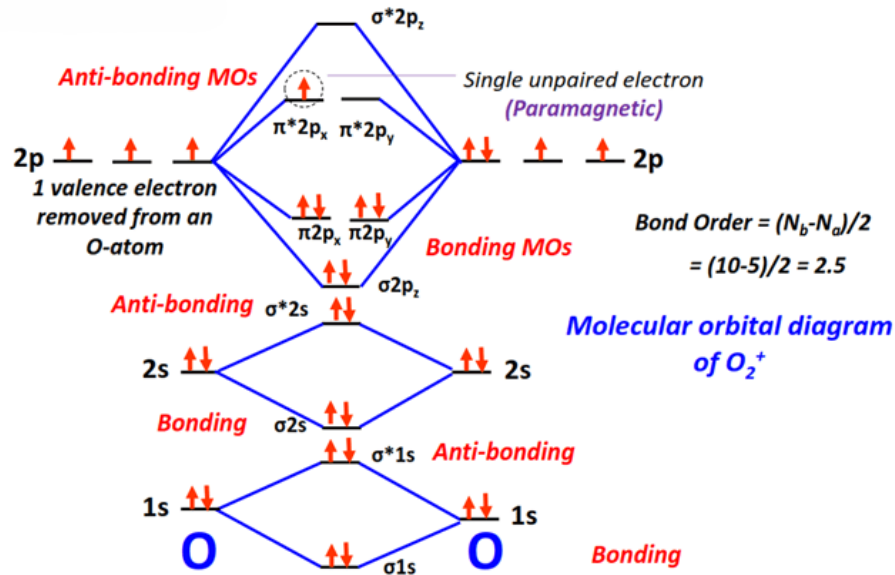 σ*2pz
Anti-bonding MOs
Single unpaired electron
(Paramagnetic)
π*2px
π*2py
2p
2p
1 valence electron
removed from an
O-atom
π2px
π2py
Bonding MOs
Bond Order = (Nb-Na)/2
= (10-5)/2 = 2.5
σ2pz
Anti-bonding
σ*2s
Molecular orbital diagram
of O2+
2s
2s
Bonding
σ2s
σ*1s
Anti-bonding
1s
1s
O
O
σ1s
Bonding